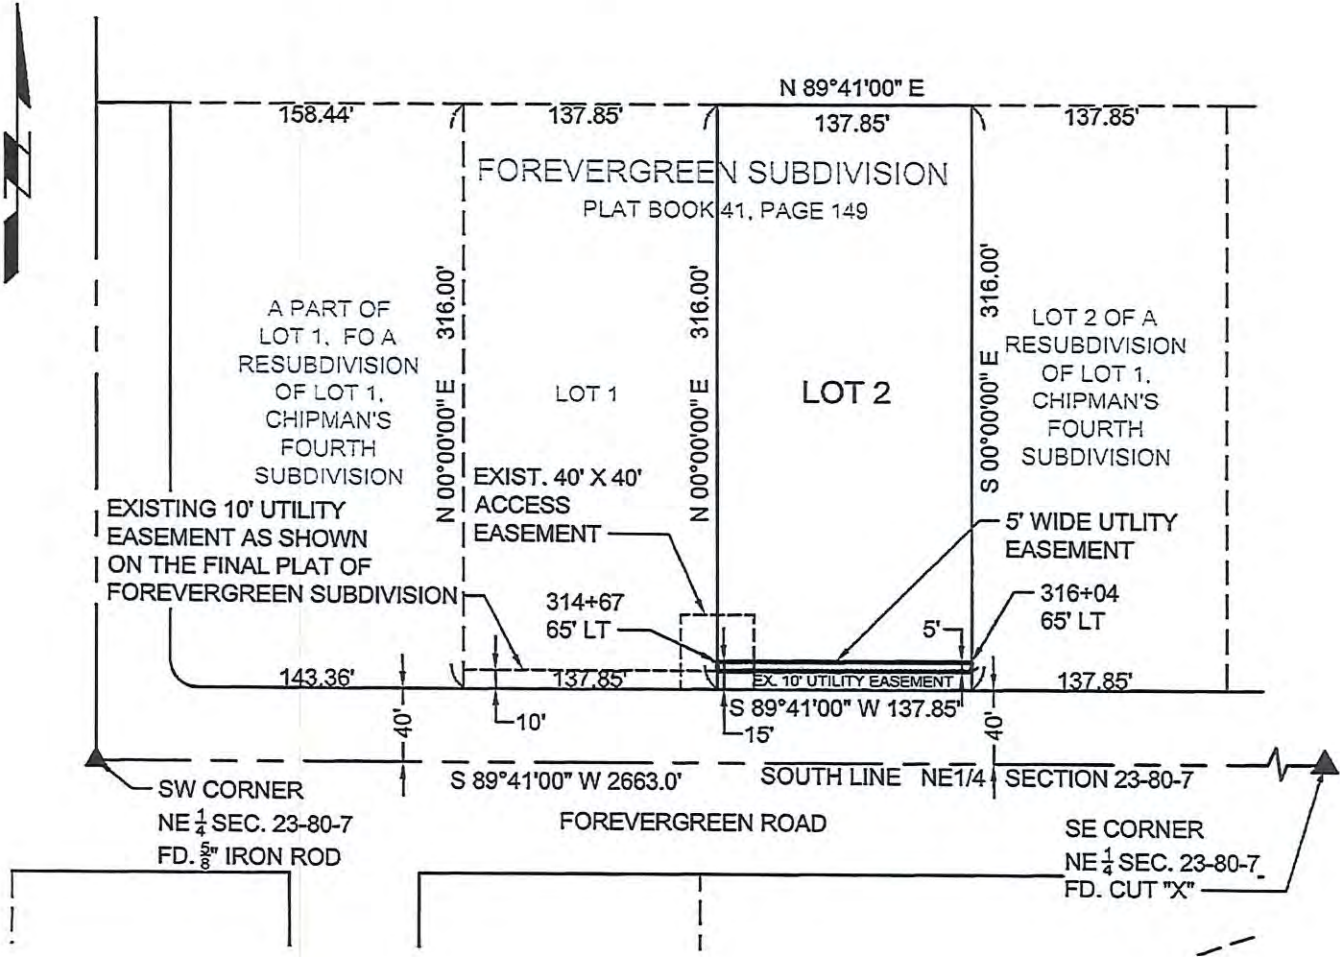 N 89°41'00" E
158.44'
137.85'
137.85'
137.85'
FOREVERGREEN SUBDIVISION
PLAT BOOK 41, PAGE 149
A PART OF
LOT 1, FO A
RESUBDIVISION
OF LOT 1,
CHIPMAN'S
FOURTH
SUBDIVISION
N 00°00'00" E 316.00'
LOT 1
N 00°00'00" E 316.00'
LOT 2
S 00°00'00" E 316.00'
LOT 2 OF A
RESUBDIVISION
OF LOT 1,
CHIPMAN'S
FOURTH
SUBDIVISION
EXISTING 10' UTILITY
EASEMENT AS SHOWN
ON THE FINAL PLAT OF
FOREVERGREEN SUBDIVISION
EXIST. 40' X 40'
ACCESS
EASEMENT
5' WIDE UTLITY
EASEMENT
314+67
65' LT
5'
316+04
65' LT
143.36'
137.85'
EX. 10' UTILITY EASEMENT
137.85'
S 89°41'00" W 137.85'
40'
10'
15'
40'
S 89°41'00" W 2663.0'
SOUTH LINE NE1/4 SECTION 23-80-7
SW CORNER
NE 1/4 SEC. 23-80-7
FD. 5/8" IRON ROD
FOREVERGREEN ROAD
SE CORNER
NE 1/4 SEC. 23-80-7
FD. CUT "X"